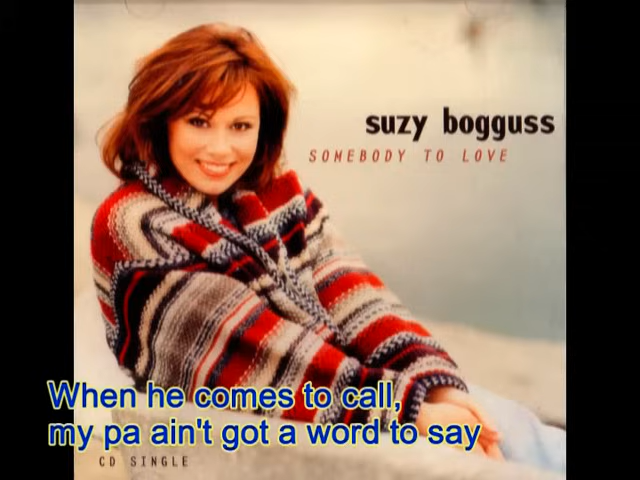 suzy bogguss
SOMEBODY TO LOVE
When he comes to call,
my pa ain't got a word to say
CD SINGLE